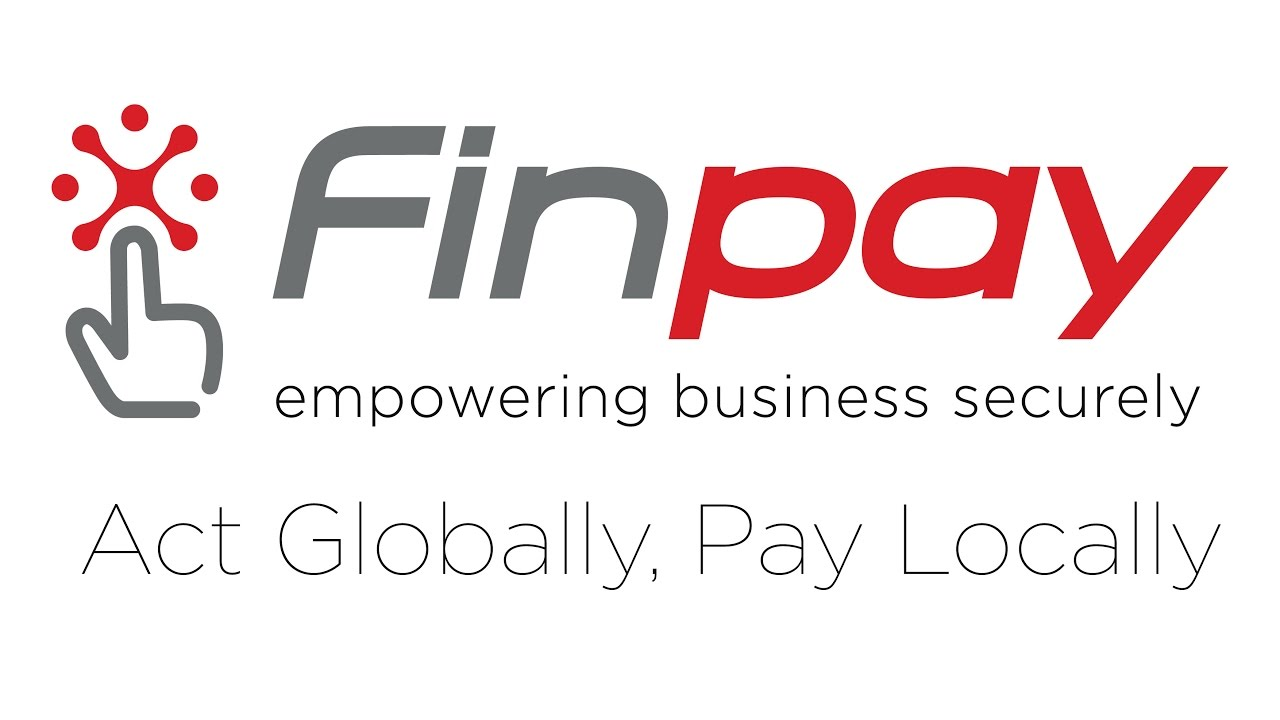 Finpay
empowering business securely
Act Globally, Pay Locally